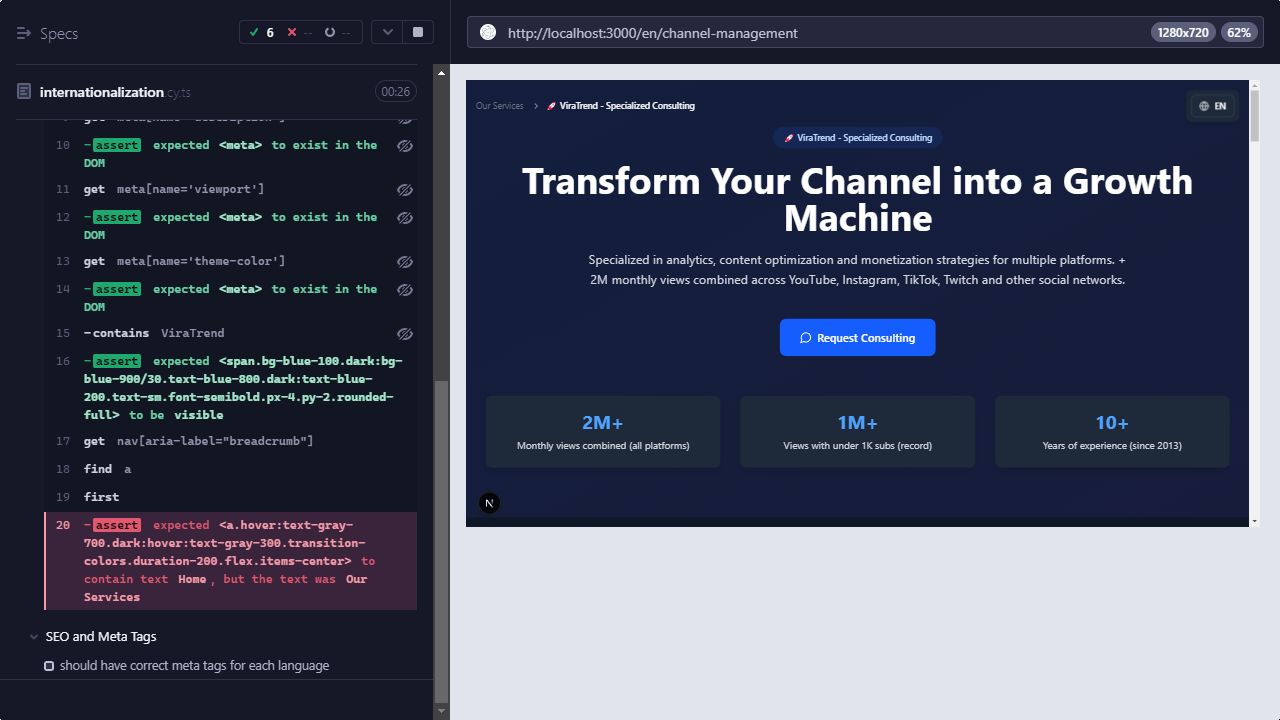 Specs
6
--
--
http://localhost:3000/en/channel-management
1280x720
62%
internationalization.cy.ts
00:26
10 -assert expected <meta> to exist in the
DOM
11 get meta[name='viewport']
12 -assert expected <meta> to exist in the
DOM
13 get meta[name='theme-color']
14 -assert expected <meta> to exist in the
DOM
15 -contains ViraTrend
16 -assert expected <span.bg-blue-100.dark:bg-
blue-900/30.text-blue-800.dark:text-blue-
200.text-sm.font-semibold.px-4.py-2.rounded-
full> to be visible
17 get nav[aria-label="breadcrumb"]
18 find a
19 first
20 -assert expected <a.hover:text-gray-
700.dark:hover:text-gray-300.transition-
colors.duration-200.flex.items-center> to
contain text Home, but the text was Our
Services
SEO and Meta Tags
should have correct meta tags for each language
Our Services > 🚀 ViraTrend - Specialized Consulting
EN
🚀 ViraTrend - Specialized Consulting
Transform Your Channel into a Growth
Machine
Specialized in analytics, content optimization and monetization strategies for multiple platforms. +
2M monthly views combined across YouTube, Instagram, TikTok, Twitch and other social networks.
Request Consulting
2M+
Monthly views combined (all platforms)
1M+
Views with under 1K subs (record)
10+
Years of experience (since 2013)
N